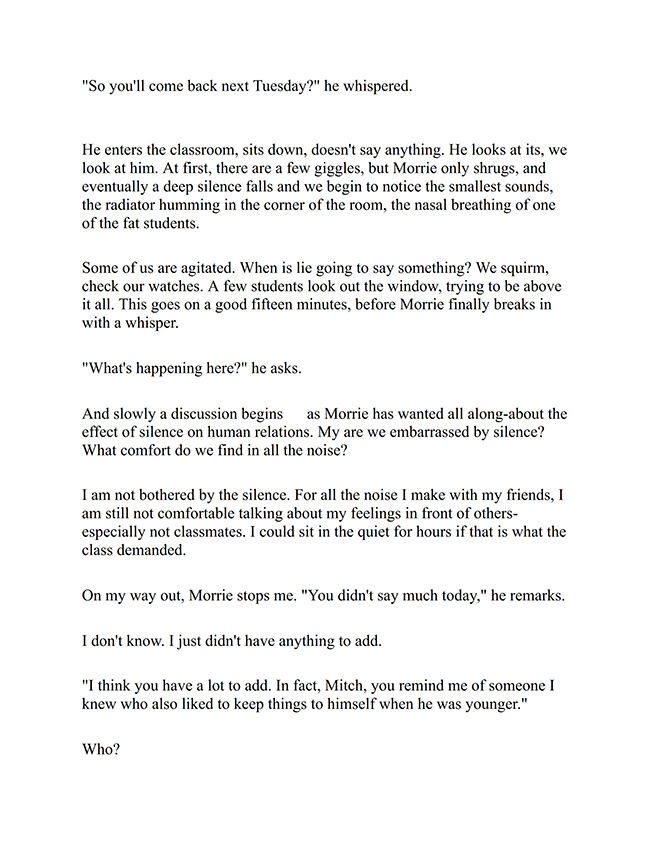 "So you'll come back next Tuesday?" he whispered.
He enters the classroom, sits down, doesn't say anything. He looks at its, we
look at him. At first, there are a few giggles, but Morrie only shrugs, and
eventually a deep silence falls and we begin to notice the smallest sounds,
the radiator humming in the corner of the room, the nasal breathing of one
of the fat students.
Some of us are agitated. When is lie going to say something? We squirm,
check our watches. A few students look out the window, trying to be above
it all. This goes on a good fifteen minutes, before Morrie finally breaks in
with a whisper.
"What's happening here?" he asks.
And slowly a discussion begins as Morrie has wanted all along-about the
effect of silence on human relations. My are we embarrassed by silence?
What comfort do we find in all the noise?
I am not bothered by the silence. For all the noise I make with my friends, I
am still not comfortable talking about my feelings in front of others-
especially not classmates. I could sit in the quiet for hours if that is what the
class demanded.
On my way out, Morrie stops me. "You didn't say much today," he remarks.
I don't know. I just didn't have anything to add.
"I think you have a lot to add. In fact, Mitch, you remind me of someone I
knew who also liked to keep things to himself when he was younger."
Who?